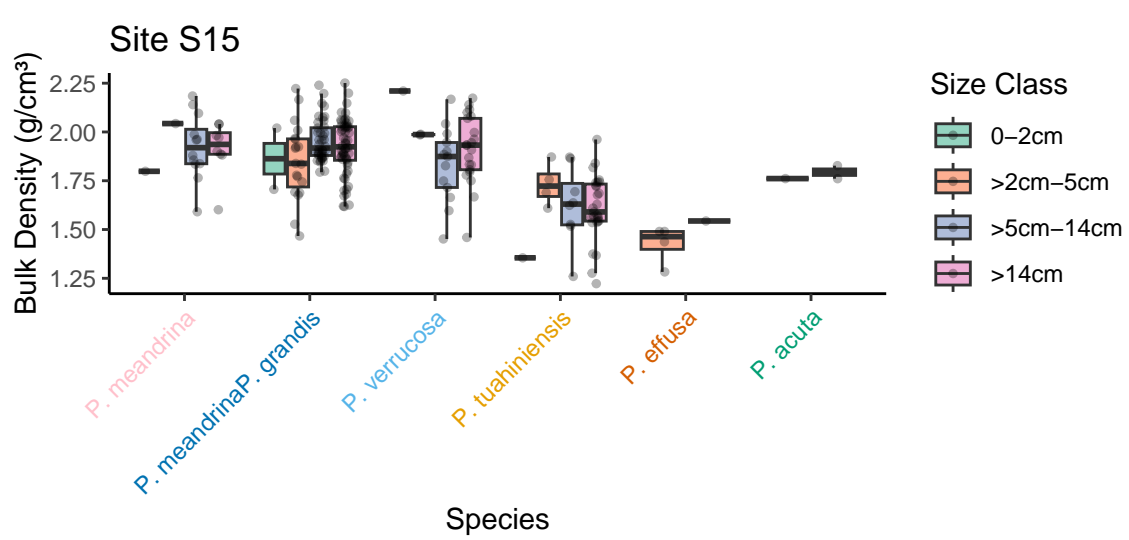 Site S15
Bulk Density (g/cm³)
2.25
2.00
1.75
1.50
1.25
P. meandrina
P. meandrinaP. grandis
P. verrucosa
P. tuahiniensis
P. effusa
P. acuta
Species
Size Class
0–2cm
>2cm–5cm
>5cm–14cm
>14cm